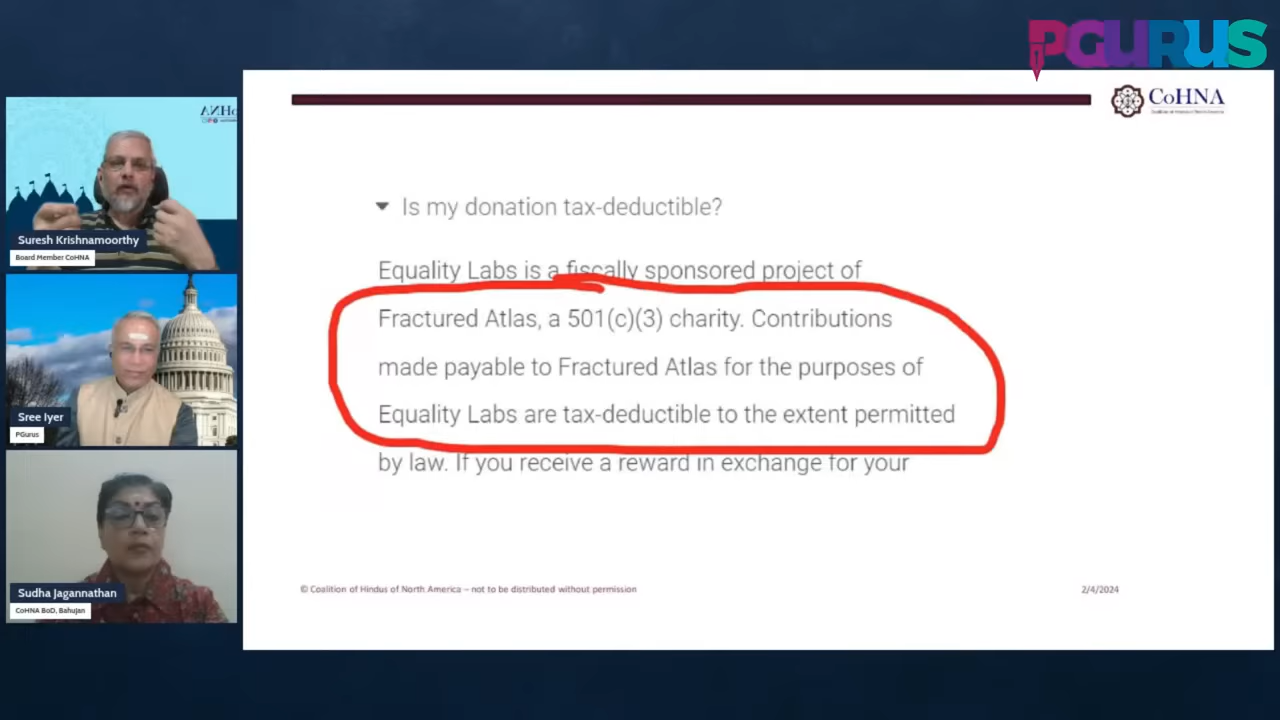 PGURUS
CoHNA
CoHNA
Is my donation tax-deductible?
Equality Labs is a fiscally sponsored project of
Fractured Atlas, a 501(c)(3) charity. Contributions
made payable to Fractured Atlas for the purposes of
Equality Labs are tax-deductible to the extent permitted
by law. If you receive a reward in exchange for your
© Coalition of Hindus of North America – not to be distributed without permission
2/4/2024
Suresh Krishnamoorthy
Board Member CoHNA
Sree Iyer
PGurus
Sudha Jagannathan
CoHNA BoD, Bahujan